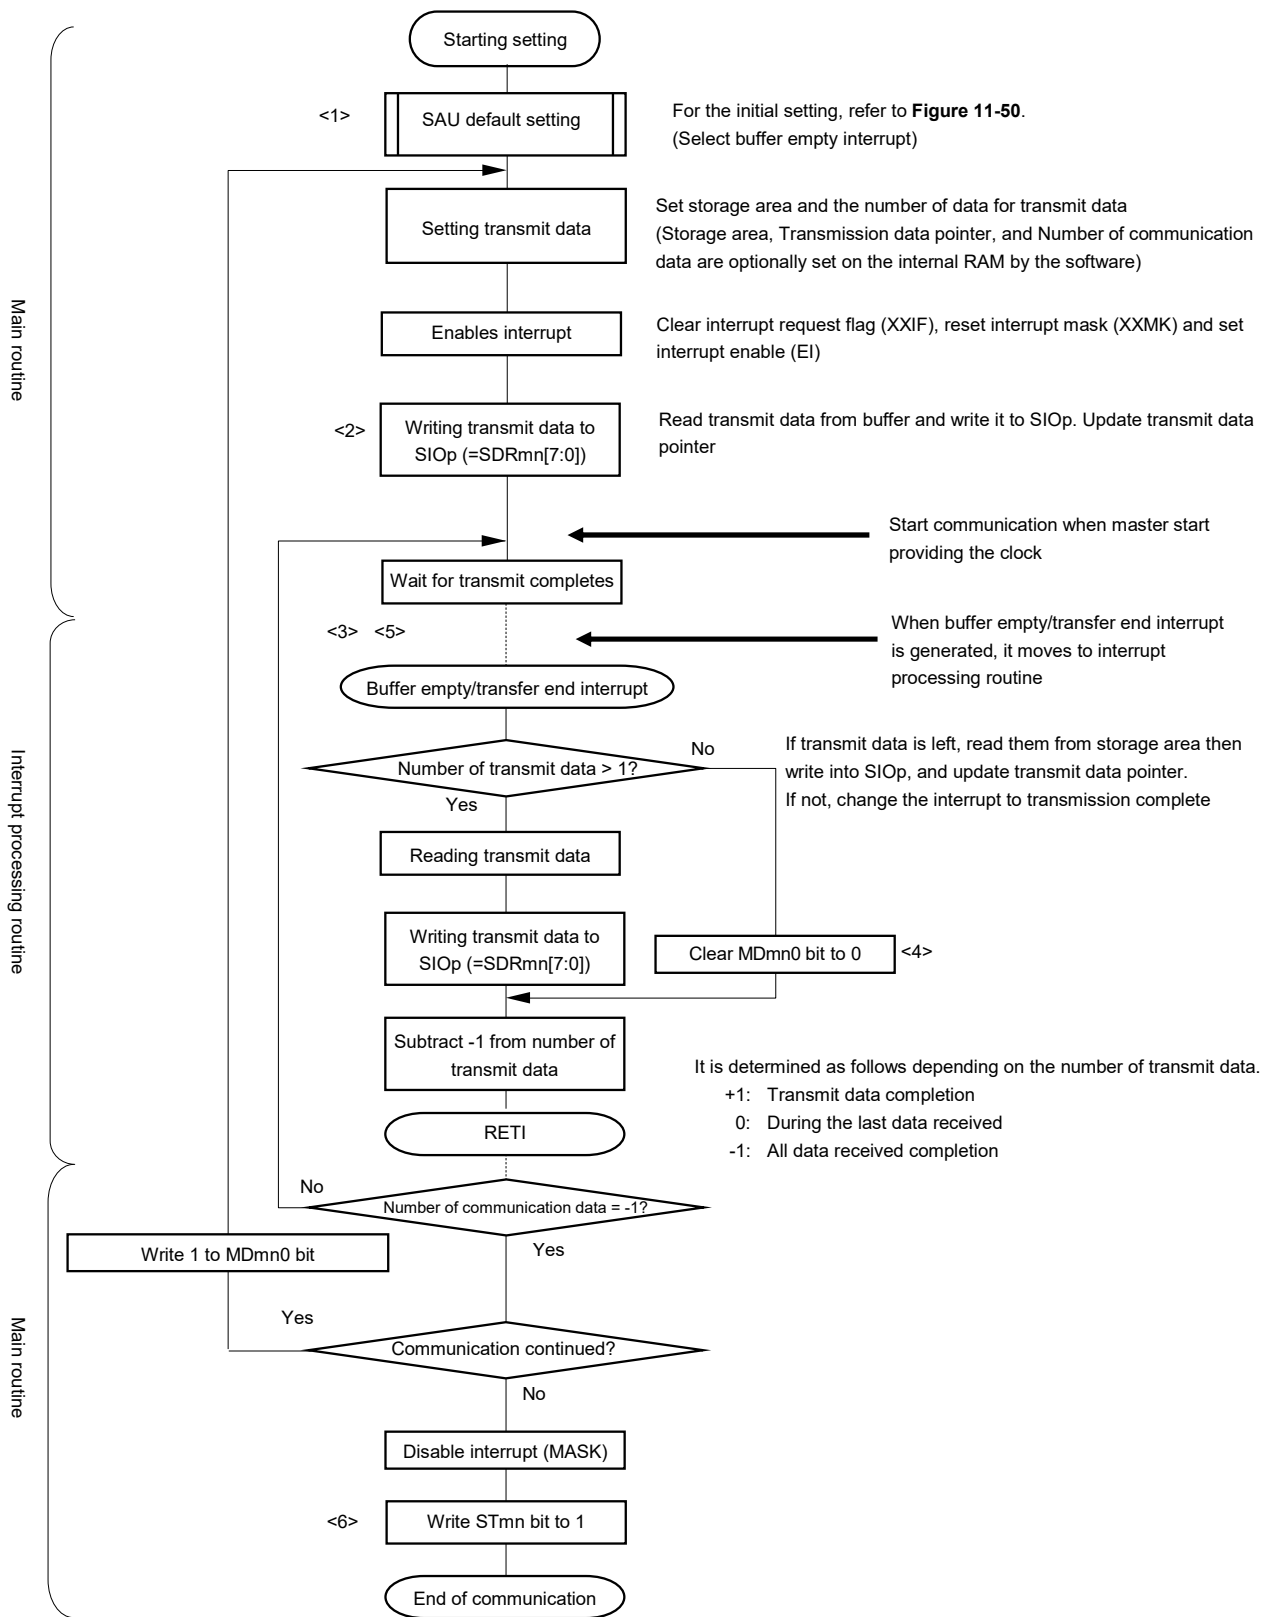 Starting setting
<1>
SAU default setting
For the initial setting, refer to Figure 11-50.
(Select buffer empty interrupt)
Setting transmit data
Set storage area and the number of data for transmit data
(Storage area, Transmission data pointer, and Number of communication
data are optionally set on the internal RAM by the software)
Main routine
Enables interrupt
Clear interrupt request flag (XXIF), reset interrupt mask (XXMK) and set
interrupt enable (EI)
<2>
Writing transmit data to
SIOp (=SDRmn[7:0])
Read transmit data from buffer and write it to SIOp. Update transmit data
pointer
Start communication when master start
providing the clock
Wait for transmit completes
<3> <5>
When buffer empty/transfer end interrupt
is generated, it moves to interrupt
processing routine
Buffer empty/transfer end interrupt
Interrupt processing routine
Number of transmit data > 1?
No
Yes
If transmit data is left, read them from storage area then
write into SIOp, and update transmit data pointer.
If not, change the interrupt to transmission complete
Reading transmit data
Writing transmit data to
SIOp (=SDRmn[7:0])
Clear MDmn0 bit to 0
<4>
Subtract -1 from number of
transmit data
It is determined as follows depending on the number of transmit data.
+1: Transmit data completion
0: During the last data received
-1: All data received completion
RETI
No
Number of communication data = -1?
Yes
Write 1 to MDmn0 bit
Main routine
Yes
Communication continued?
No
Disable interrupt (MASK)
<6>
Write STmn bit to 1
End of communication